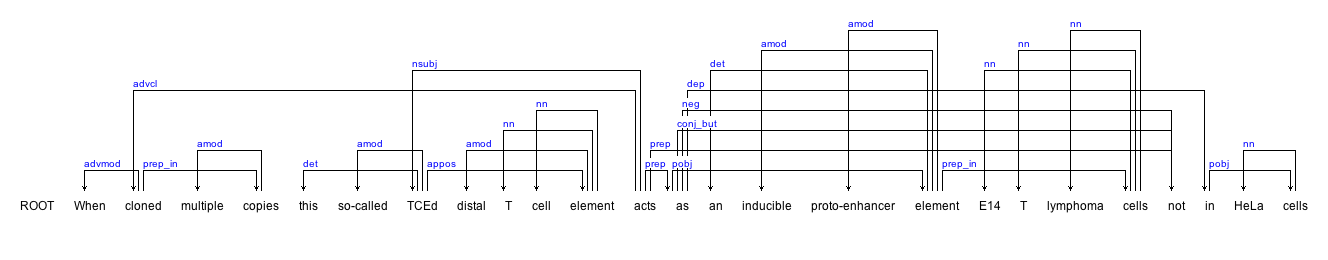 nn
amod
nn
amod
nsubj
det
nn
advcl
dep
nn
neg
nn
conj_but
amod
amod
amod
prep
nn
advmod
prep_in
det
appos
prep
pobj
prep_in
pobj
ROOT When cloned multiple copies this so-called TCEd distal T cell element acts as an inducible proto-enhancer element E14 T lymphoma cells not in HeLa cells